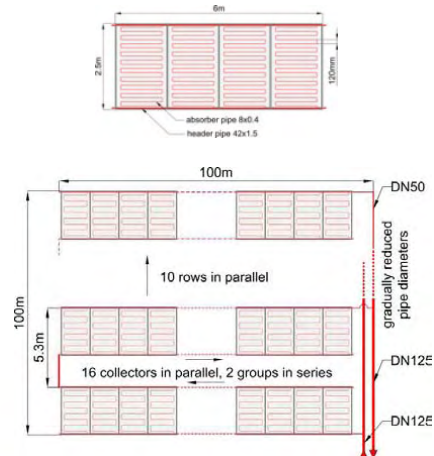 6m
2.5m
120mm
absorber pipe 8x0.4
header pipe 42x1.5
100m
DN50
gradually reduced
pipe diameters
10 rows in parallel
100m
5.3m
16 collectors in parallel, 2 groups in series
DN125
DN125